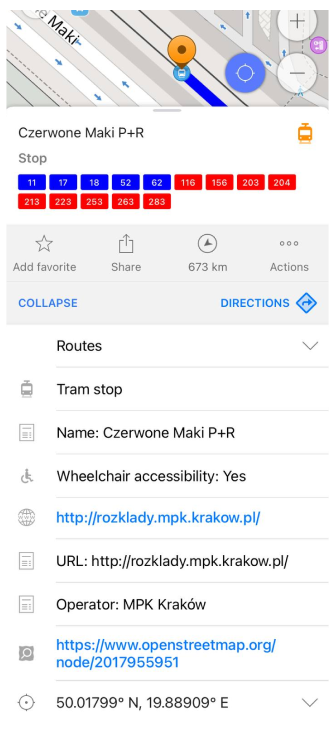 e Maki
Czerwone Maki P+R
Stop
11 17 18 52 62 116 156 203 204
213 223 253 263 283
Add favorite Share 673 km Actions
COLLAPSE DIRECTIONS
Routes
Tram stop
Name: Czerwone Maki P+R
Wheelchair accessibility: Yes
http://rozklady.mpk.krakow.pl/
URL: http://rozklady.mpk.krakow.pl/
Operator: MPK Kraków
https://www.openstreetmap.org/
node/2017955951
50.01799° N, 19.88909° E